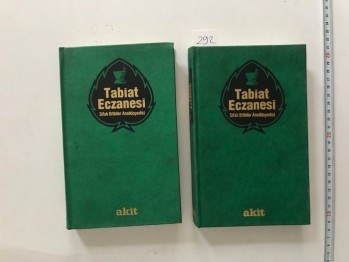 292
Tabiat
Eczanesi
Şifalı Bitkiler Ansiklopedisi
akit
Tabiat
Eczanesi
Şifalı Bitkiler Ansiklopedisi
akit